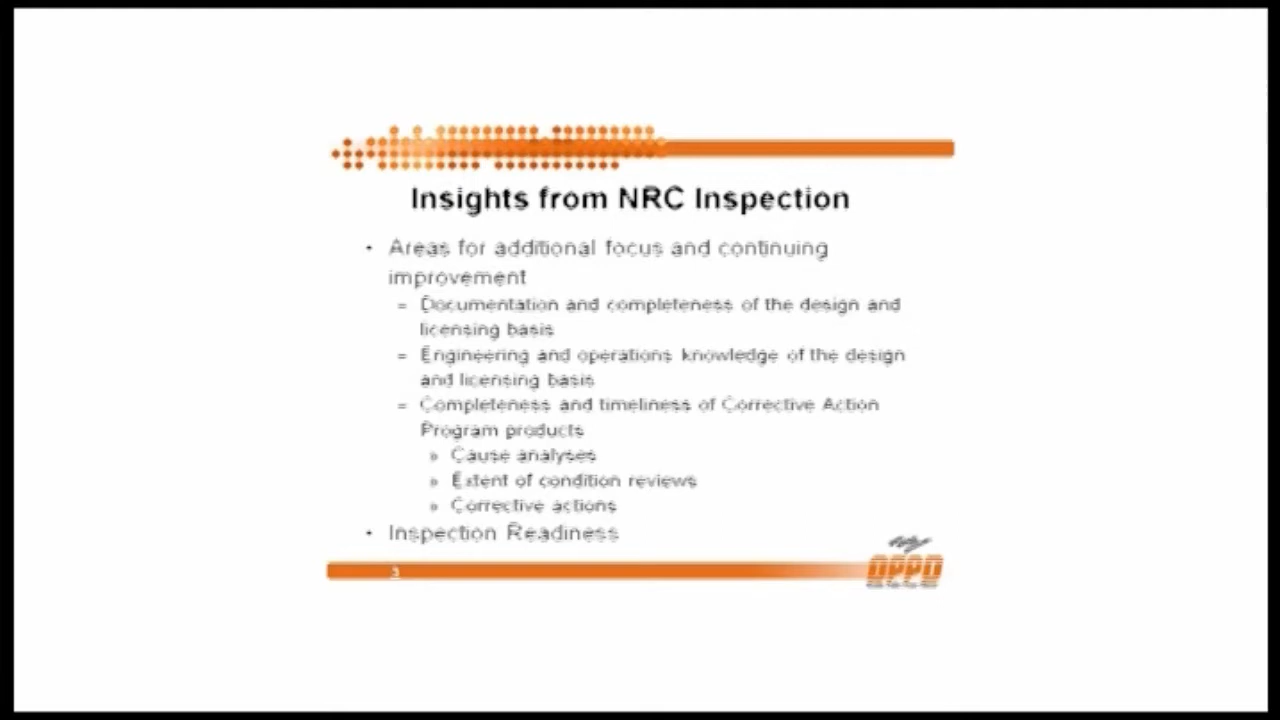 Insights from NRC Inspection
• Areas for additional focus and continuing
improvement
– Documentation and completeness of the design and
licensing basis
– Engineering and operations knowledge of the design
and licensing basis
– Completeness and timeliness of Corrective Action
Program products
» Cause analyses
» Extent of condition reviews
» Corrective actions
• Inspection Readiness
3
OPPD